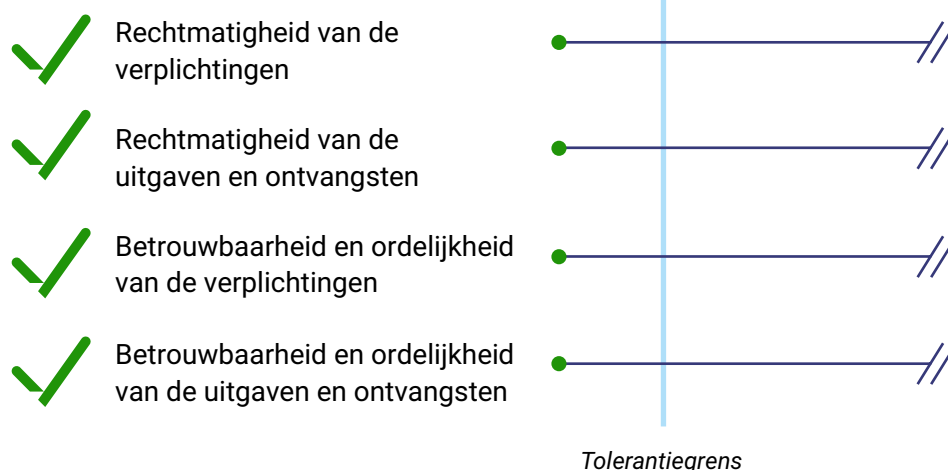 Rechtmatigheid van de
verplichtingen
Rechtmatigheid van de
uitgaven en ontvangsten
Betrouwbaarheid en ordelijkheid
van de verplichtingen
Betrouwbaarheid en ordelijkheid
van de uitgaven en ontvangsten
Tolerantiegrens